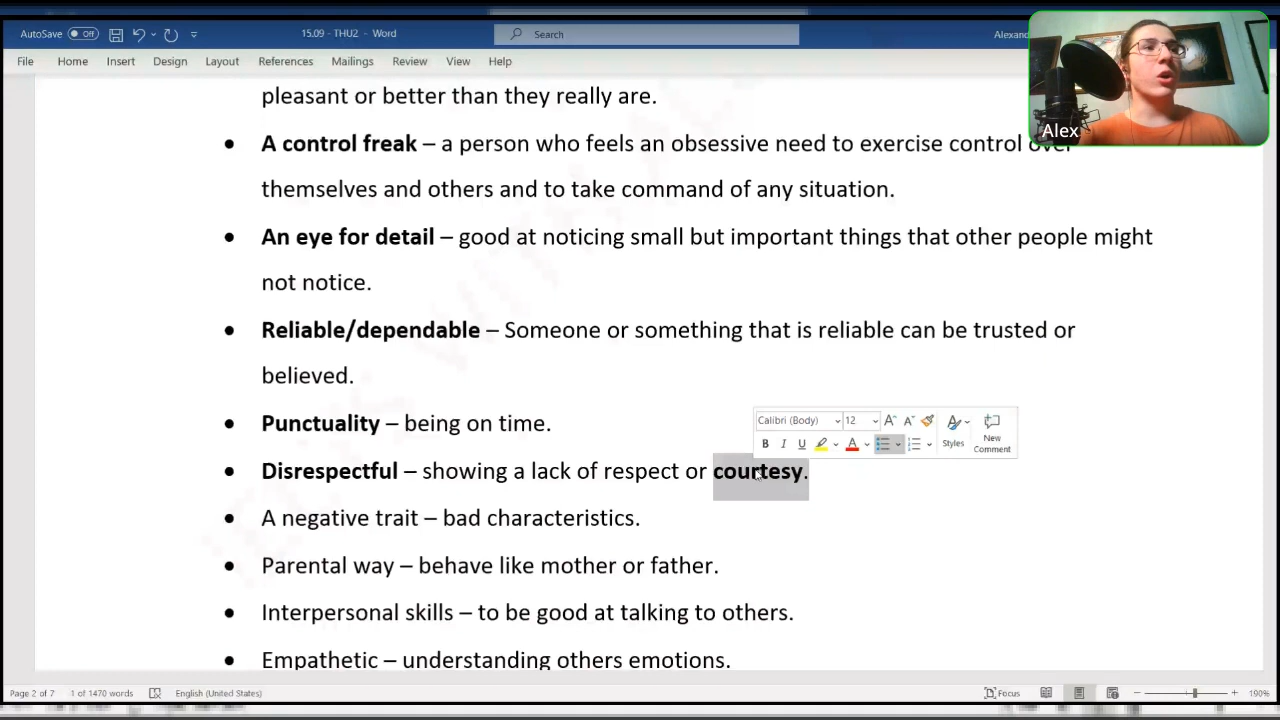 AutoSave Off 15.09 - THU2 - Word Search Alexan
File Home Insert Design Layout References Mailings Review View Help
Alex
pleasant or better than they really are.
• A control freak – a person who feels an obsessive need to exercise control over
themselves and others and to take command of any situation.
• An eye for detail – good at noticing small but important things that other people might
not notice.
• Reliable/dependable – Someone or something that is reliable can be trusted or
believed.
• Punctuality – being on time.
Calibri (Body) 12
B I U A Styles New Comment
• Disrespectful – showing a lack of respect or courtesy.
• A negative trait – bad characteristics.
• Parental way – behave like mother or father.
• Interpersonal skills – to be good at talking to others.
• Empathetic – understanding others emotions.
Page 2 of 7 1 of 1470 words English (United States) Focus 190%